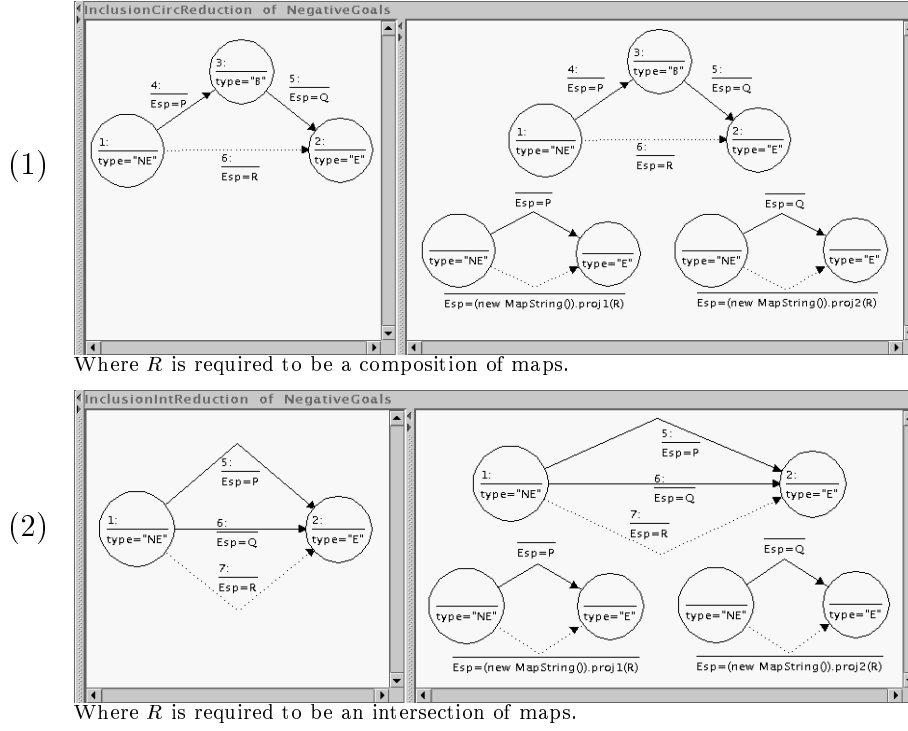 (1)
InclusionCircReduction of NegativeGoals
3:
type="B"
4:
Esp=P
5:
Esp=Q
1:
type="NE"
2:
type="E"
6:
Esp=R
3:
type="B"
4:
Esp=P
5:
Esp=Q
1:
type="NE"
2:
type="E"
6:
Esp=R
Esp=P
type="NE"
type="E"
Esp=(new MapString()).proj1(R)
Esp=Q
type="NE"
type="E"
Esp=(new MapString()).proj2(R)
Where R is required to be a composition of maps.
(2)
InclusionIntReduction of NegativeGoals
5:
Esp=P
1:
type="NE"
6:
Esp=Q
2:
type="E"
7:
Esp=R
5:
Esp=P
1:
type="NE"
6:
Esp=Q
2:
type="E"
7:
Esp=R
Esp=P
type="NE"
type="E"
Esp=(new MapString()).proj1(R)
Esp=Q
type="NE"
type="E"
Esp=(new MapString()).proj2(R)
Where R is required to be an intersection of maps.